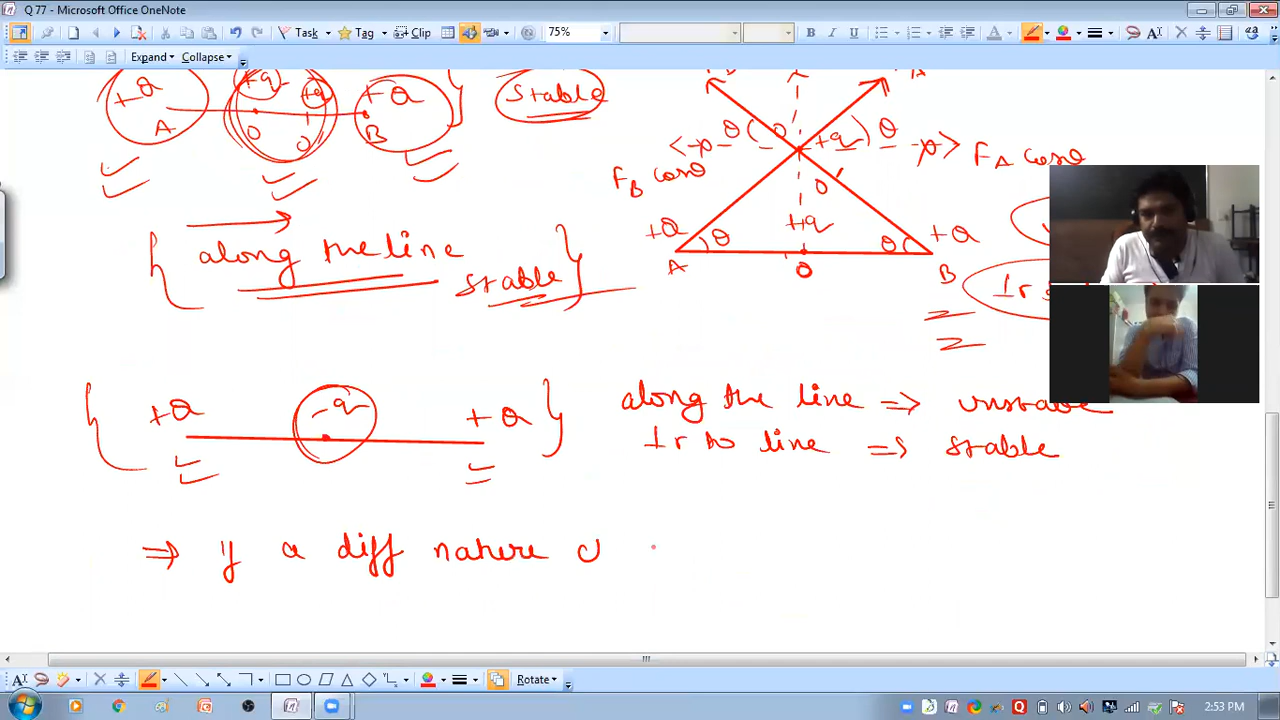 Q 77 - Microsoft Office OneNote
Task Tag Clip 75%
Expand Collapse
+Q +q +q +Q Stable
A O O B
θ θ +q θ
F_B cosθ F_A cosθ
O
+Q θ +q θ +Q
A O B
along the line
stable
⊥r
+Q -q +Q
along the line => unstable
⊥r to line => stable
=> if a diff nature
Rotate
2:53 PM